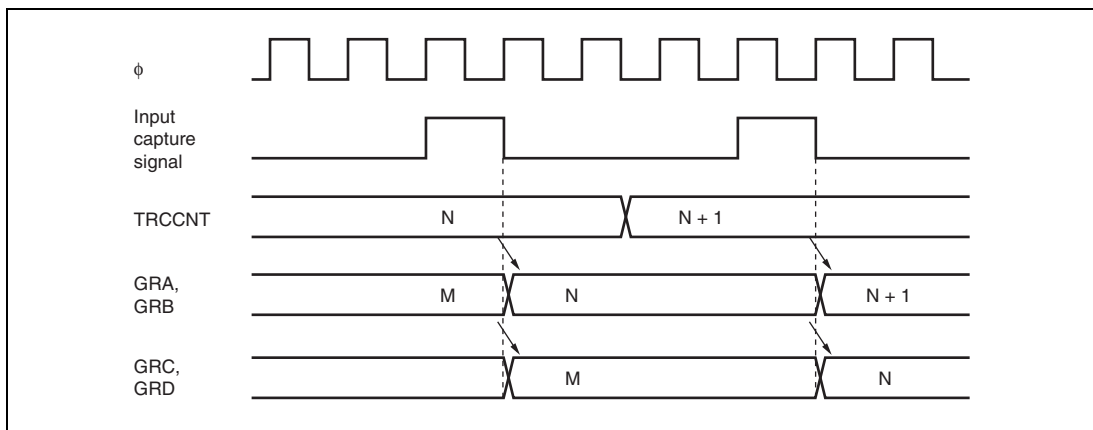 ϕ
Input
capture
signal
TRCCNT
N
N + 1
GRA,
GRB
M
N
N + 1
GRC,
GRD
M
N